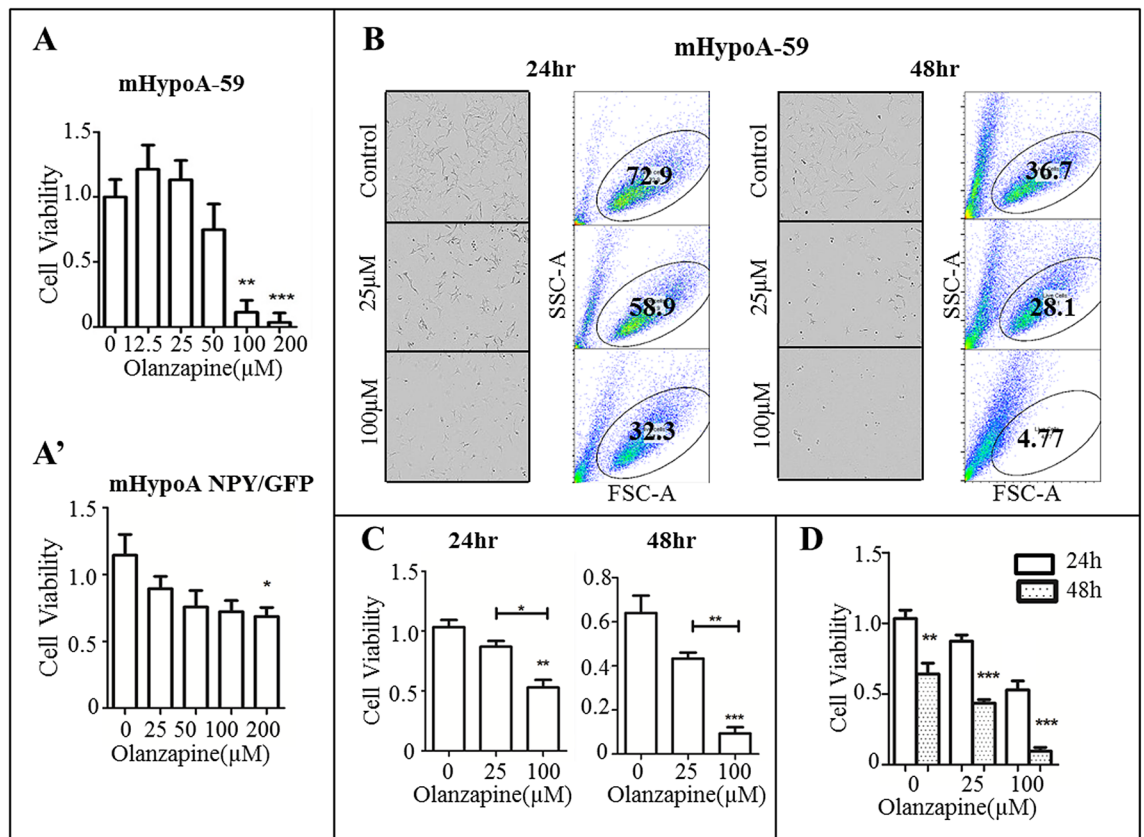 A
mHypoA-59
Cell Viability
1.5
1.0
0.5
0
**
***
0 12.5 25 50 100 200
Olanzapine(µM)
A'
mHypoA NPY/GFP
Cell Viability
1.5
1.0
0.5
0
*
0 25 50 100 200
Olanzapine(µM)
B
mHypoA-59
24hr
48hr
Control
25µM
100µM
SSC-A
72.9
58.9
32.3
FSC-A
Control
25µM
100µM
SSC-A
36.7
28.1
4.77
FSC-A
C
24hr
Cell Viability
1.5
1.0
0.5
0
*
**
0 25 100
Olanzapine(µM)
48hr
0.8
0.6
0.4
0.2
0
**
***
0 25 100
Olanzapine(µM)
D
24h
48h
Cell Viability
1.5
1.0
0.5
0
**
***
***
0 25 100
Olanzapine(µM)